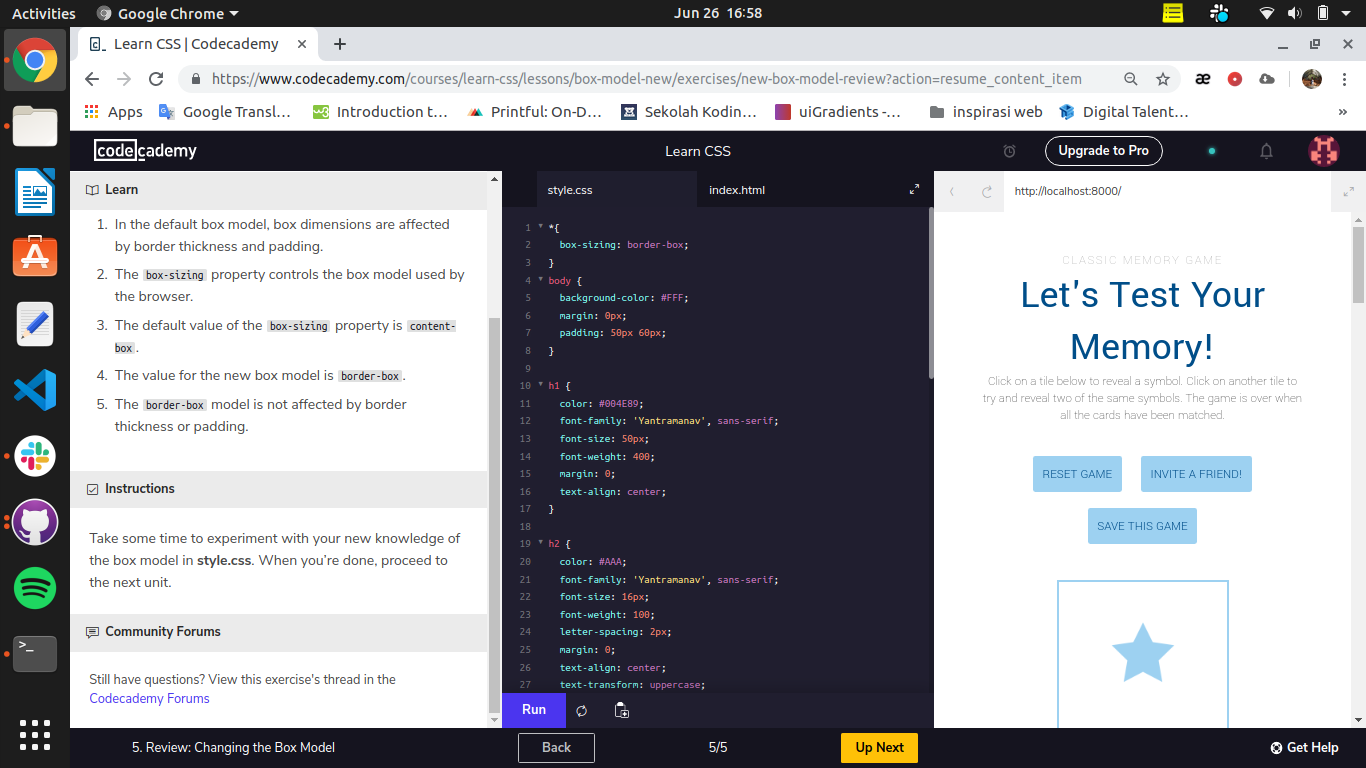 Activities
Google Chrome
Jun 26 16:58
Learn CSS | Codecademy
https://www.codecademy.com/courses/learn-css/lessons/box-model-new/exercises/new-box-model-review?action=resume_content_item
Apps
Google Transl...
Introduction t...
Printful: On-D...
Sekolah Kodin...
uiGradients -...
inspirasi web
Digital Talent...
»
codecademy
Learn CSS
Upgrade to Pro
Learn
1. In the default box model, box dimensions are affected
by border thickness and padding.
2. The box-sizing property controls the box model used by
the browser.
3. The default value of the box-sizing property is content-
box.
4. The value for the new box model is border-box.
5. The border-box model is not affected by border
thickness or padding.
Instructions
Take some time to experiment with your new knowledge of
the box model in style.css. When you're done, proceed to
the next unit.
Community Forums
Still have questions? View this exercise's thread in the
Codecademy Forums
style.css
index.html
1 *{
2 box-sizing: border-box;
3 }
4 body {
5 background-color: #FFF;
6 margin: 0px;
7 padding: 50px 60px;
8 }
9
10 h1 {
11 color: #004E89;
12 font-family: 'Yantramanav', sans-serif;
13 font-size: 50px;
14 font-weight: 400;
15 margin: 0;
16 text-align: center;
17 }
18
19 h2 {
20 color: #AAA;
21 font-family: 'Yantramanav', sans-serif;
22 font-size: 16px;
23 font-weight: 100;
24 letter-spacing: 2px;
25 margin: 0;
26 text-align: center;
27 text-transform: uppercase;
Run
http://localhost:8000/
CLASSIC MEMORY GAME
Let's Test Your
Memory!
Click on a tile below to reveal a symbol. Click on another tile to
try and reveal two of the same symbols. The game is over when
all the cards have been matched.
RESET GAME
INVITE A FRIEND!
SAVE THIS GAME
5. Review: Changing the Box Model
Back
5/5
Up Next
Get Help